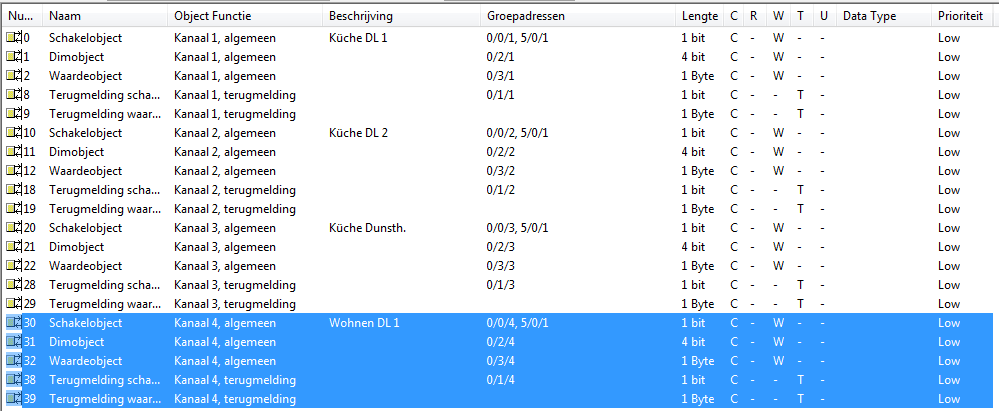 Nu... Naam Object Functie Beschrijving Groepadressen Lengte C R W T U Data Type Prioriteit
0 Schakelobject Kanaal 1, algemeen Küche DL 1 0/0/1, 5/0/1 1 bit C - W - - Low
1 Dimobject Kanaal 1, algemeen 0/2/1 4 bit C - W - - Low
2 Waardeobject Kanaal 1, algemeen 0/3/1 1 Byte C - W - - Low
8 Terugmelding scha... Kanaal 1, terugmelding 0/1/1 1 bit C - - T - Low
9 Terugmelding waar... Kanaal 1, terugmelding 1 Byte C - - T - Low
10 Schakelobject Kanaal 2, algemeen Küche DL 2 0/0/2, 5/0/1 1 bit C - W - - Low
11 Dimobject Kanaal 2, algemeen 0/2/2 4 bit C - W - - Low
12 Waardeobject Kanaal 2, algemeen 0/3/2 1 Byte C - W - - Low
18 Terugmelding scha... Kanaal 2, terugmelding 0/1/2 1 bit C - - T - Low
19 Terugmelding waar... Kanaal 2, terugmelding 1 Byte C - - T - Low
20 Schakelobject Kanaal 3, algemeen Küche Dunsth. 0/0/3, 5/0/1 1 bit C - W - - Low
21 Dimobject Kanaal 3, algemeen 0/2/3 4 bit C - W - - Low
22 Waardeobject Kanaal 3, algemeen 0/3/3 1 Byte C - W - - Low
28 Terugmelding scha... Kanaal 3, terugmelding 0/1/3 1 bit C - - T - Low
29 Terugmelding waar... Kanaal 3, terugmelding 1 Byte C - - T - Low
30 Schakelobject Kanaal 4, algemeen Wohnen DL 1 0/0/4, 5/0/1 1 bit C - W - - Low
31 Dimobject Kanaal 4, algemeen 0/2/4 4 bit C - W - - Low
32 Waardeobject Kanaal 4, algemeen 0/3/4 1 Byte C - W - - Low
38 Terugmelding scha... Kanaal 4, terugmelding 0/1/4 1 bit C - - T - Low
39 Terugmelding waar... Kanaal 4, terugmelding 1 Byte C - - T - Low